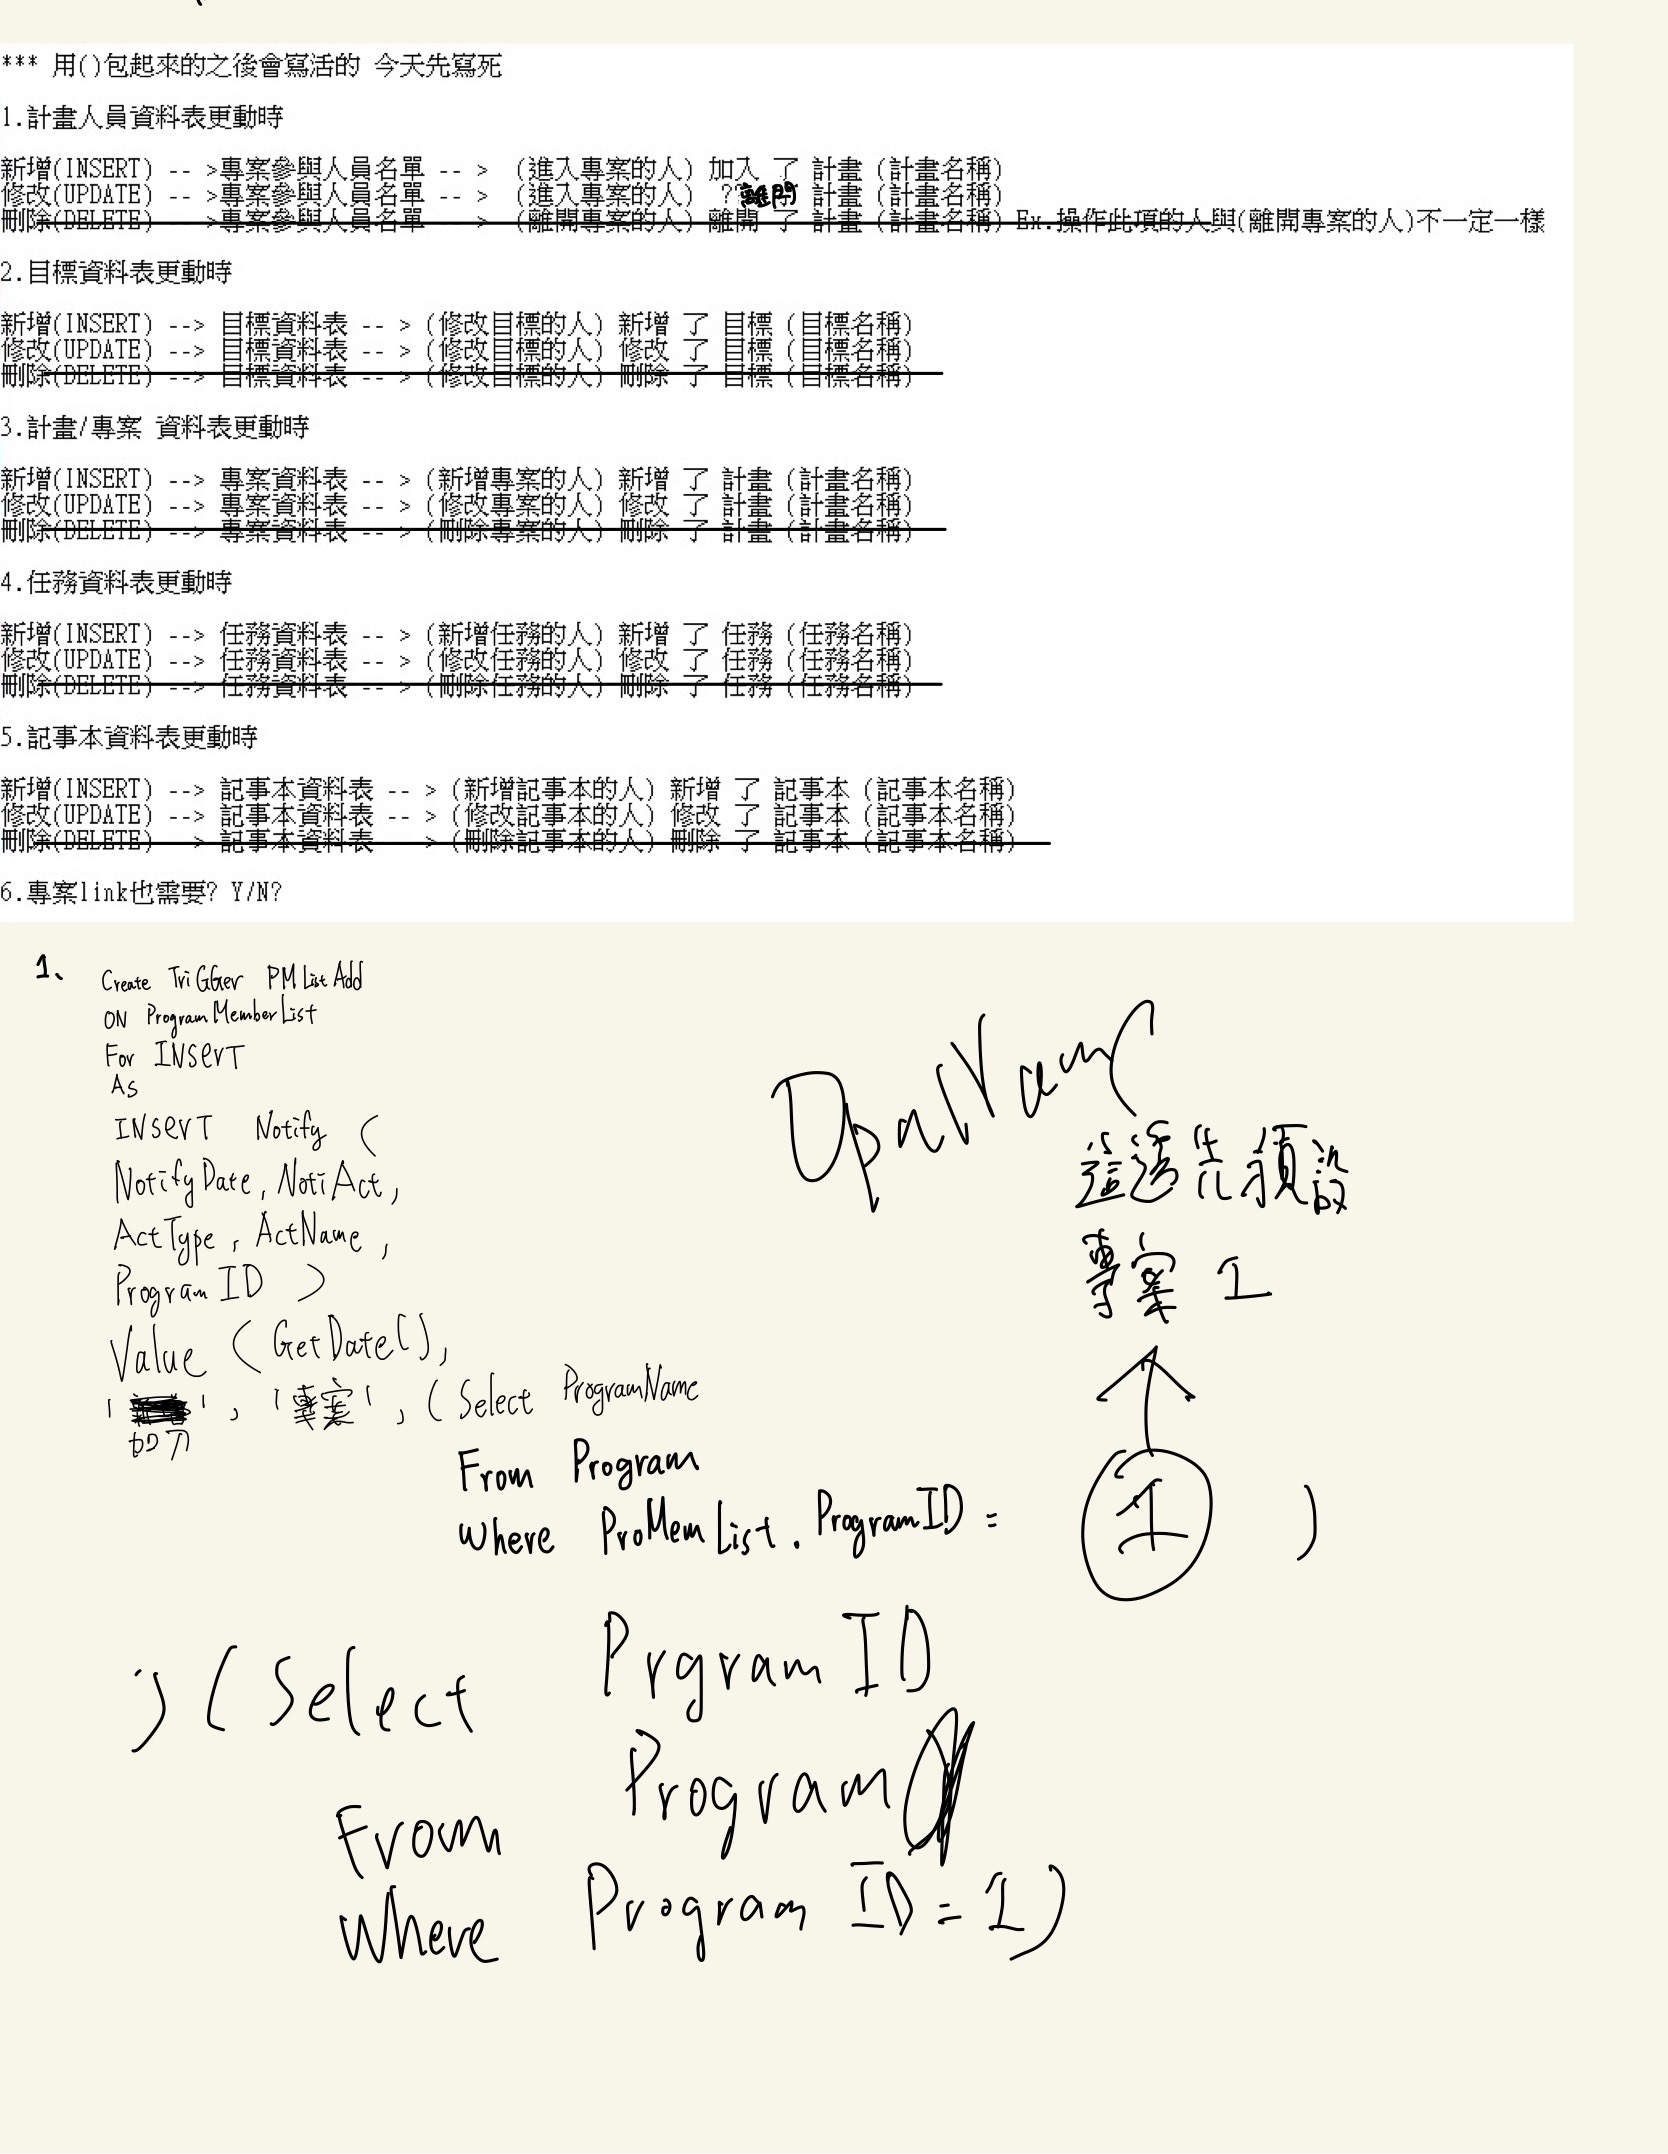 *** 用()包起來的之後會寫活的 今天先寫死
1.計畫人員資料表更動時
新增(INSERT) -- >專案參與人員名單 -- > (進入專案的人) 加入 了 計畫 (計畫名稱)
修改(UPDATE) -- >專案參與人員名單 -- > (進入專案的人) ??離開 計畫 (計畫名稱)
刪除(DELETE) -- >專案參與人員名單 -- > (離開專案的人) 離開 了 計畫 (計畫名稱) Ex.操作此項的人與(離開專案的人)不一定一樣
2.目標資料表更動時
新增(INSERT) --> 目標資料表 -- > (修改目標的人) 新增 了 目標 (目標名稱)
修改(UPDATE) --> 目標資料表 -- > (修改目標的人) 修改 了 目標 (目標名稱)
刪除(DELETE) --> 目標資料表 -- > (修改目標的人) 刪除 了 目標 (目標名稱)
3.計畫/專案 資料表更動時
新增(INSERT) --> 專案資料表 -- > (新增專案的人) 新增 了 計畫 (計畫名稱)
修改(UPDATE) --> 專案資料表 -- > (修改專案的人) 修改 了 計畫 (計畫名稱)
刪除(DELETE) --> 專案資料表 -- > (刪除專案的人) 刪除 了 計畫 (計畫名稱)
4.任務資料表更動時
新增(INSERT) --> 任務資料表 -- > (新增任務的人) 新增 了 任務 (任務名稱)
修改(UPDATE) --> 任務資料表 -- > (修改任務的人) 修改 了 任務 (任務名稱)
刪除(DELETE) --> 任務資料表 -- > (刪除任務的人) 刪除 了 任務 (任務名稱)
5.記事本資料表更動時
新增(INSERT) --> 記事本資料表 -- > (新增記事本的人) 新增 了 記事本 (記事本名稱)
修改(UPDATE) --> 記事本資料表 -- > (修改記事本的人) 修改 了 記事本 (記事本名稱)
刪除(DELETE) --> 記事本資料表 -- > (刪除記事本的人) 刪除 了 記事本 (記事本名稱)
6.專案link也需要? Y/N?
1、 Create TriGGer PMListAdd
ON ProgramMemberList
For INSerT
As
INSerT Notify (
NotifyDate, NotiAct,
ActType, ActName,
ProgramID )
Value (GetDate(),
' ', '專案', (Select ProgramName
加入
From Program
where ProMemList.ProgramID = 1 )
這邊先預設
專案 1
,(Select PrgramID
From Program
Where ProgramID=1)